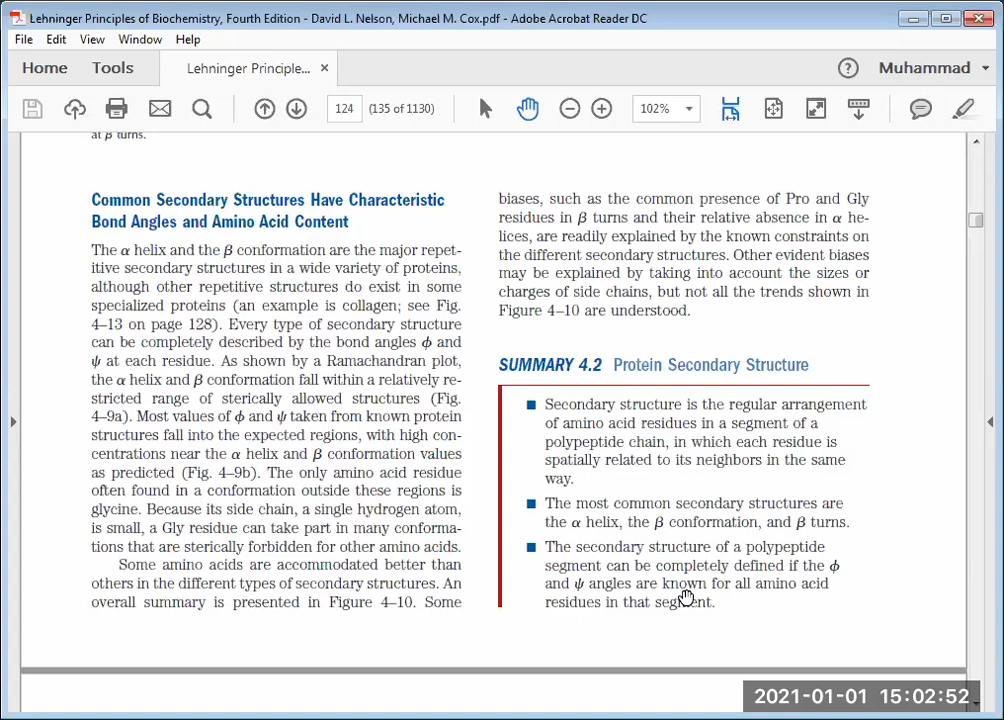 Lehninger Principles of Biochemistry, Fourth Edition - David L. Nelson, Michael M. Cox.pdf - Adobe Acrobat Reader DC
File Edit View Window Help
Home Tools Lehninger Principle... × ? Muhammad
124 (135 of 1130) 102%
at β turns.
Common Secondary Structures Have Characteristic
Bond Angles and Amino Acid Content
The α helix and the β conformation are the major repet-
itive secondary structures in a wide variety of proteins,
although other repetitive structures do exist in some
specialized proteins (an example is collagen; see Fig.
4–13 on page 128). Every type of secondary structure
can be completely described by the bond angles ϕ and
ψ at each residue. As shown by a Ramachandran plot,
the α helix and β conformation fall within a relatively re-
stricted range of sterically allowed structures (Fig.
4–9a). Most values of ϕ and ψ taken from known protein
structures fall into the expected regions, with high con-
centrations near the α helix and β conformation values
as predicted (Fig. 4–9b). The only amino acid residue
often found in a conformation outside these regions is
glycine. Because its side chain, a single hydrogen atom,
is small, a Gly residue can take part in many conforma-
tions that are sterically forbidden for other amino acids.
Some amino acids are accommodated better than
others in the different types of secondary structures. An
overall summary is presented in Figure 4–10. Some
biases, such as the common presence of Pro and Gly
residues in β turns and their relative absence in α he-
lices, are readily explained by the known constraints on
the different secondary structures. Other evident biases
may be explained by taking into account the sizes or
charges of side chains, but not all the trends shown in
Figure 4–10 are understood.
SUMMARY 4.2 Protein Secondary Structure
■ Secondary structure is the regular arrangement
of amino acid residues in a segment of a
polypeptide chain, in which each residue is
spatially related to its neighbors in the same
way.
■ The most common secondary structures are
the α helix, the β conformation, and β turns.
■ The secondary structure of a polypeptide
segment can be completely defined if the ϕ
and ψ angles are known for all amino acid
residues in that segment.
2021-01-01 15:02:52